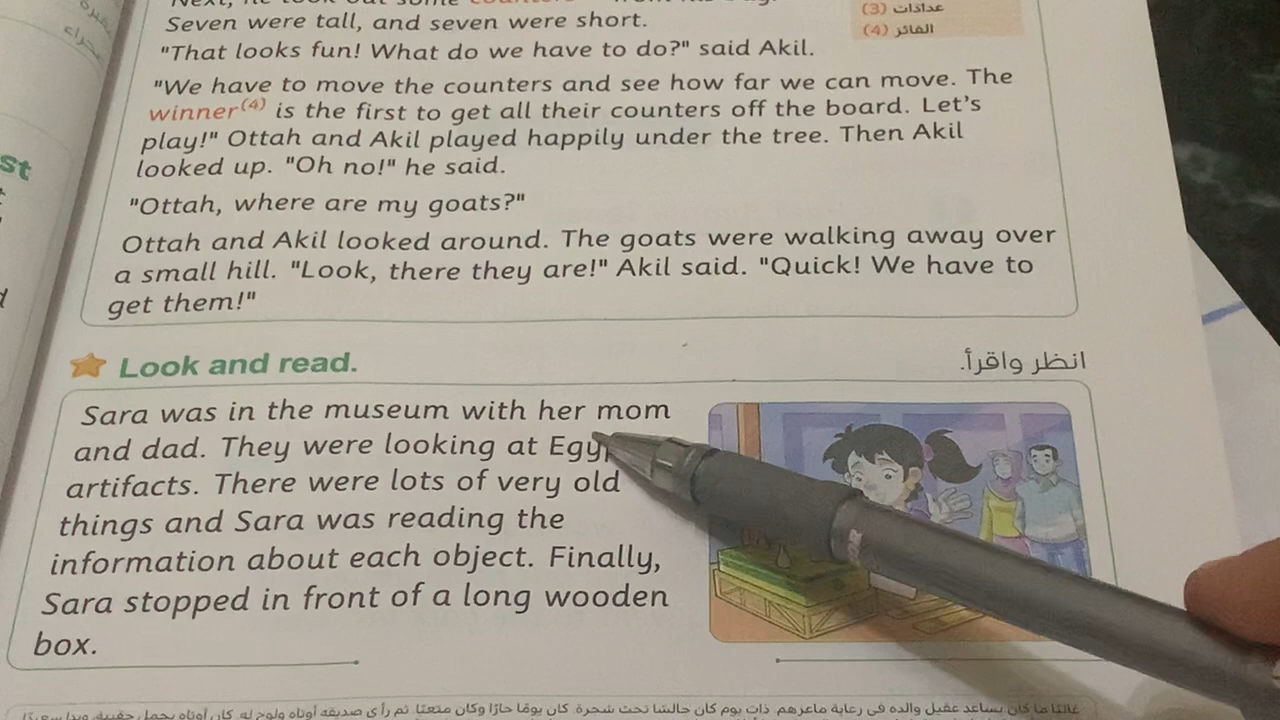 Seven were tall, and seven were short.
عدادات (3)
الفائز (4)
"That looks fun! What do we have to do?" said Akil.
"We have to move the counters and see how far we can move. The
winner(4) is the first to get all their counters off the board. Let's
play!" Ottah and Akil played happily under the tree. Then Akil
looked up. "Oh no!" he said.
"Ottah, where are my goats?"
Ottah and Akil looked around. The goats were walking away over
a small hill. "Look, there they are!" Akil said. "Quick! We have to
get them!"
Look and read.
انظر واقرأ.
Sara was in the museum with her mom
and dad. They were looking at
artifacts. There were lots of very old
things and Sara was reading the
information about each object. Finally,
Sara stopped in front of a long wooden
box.